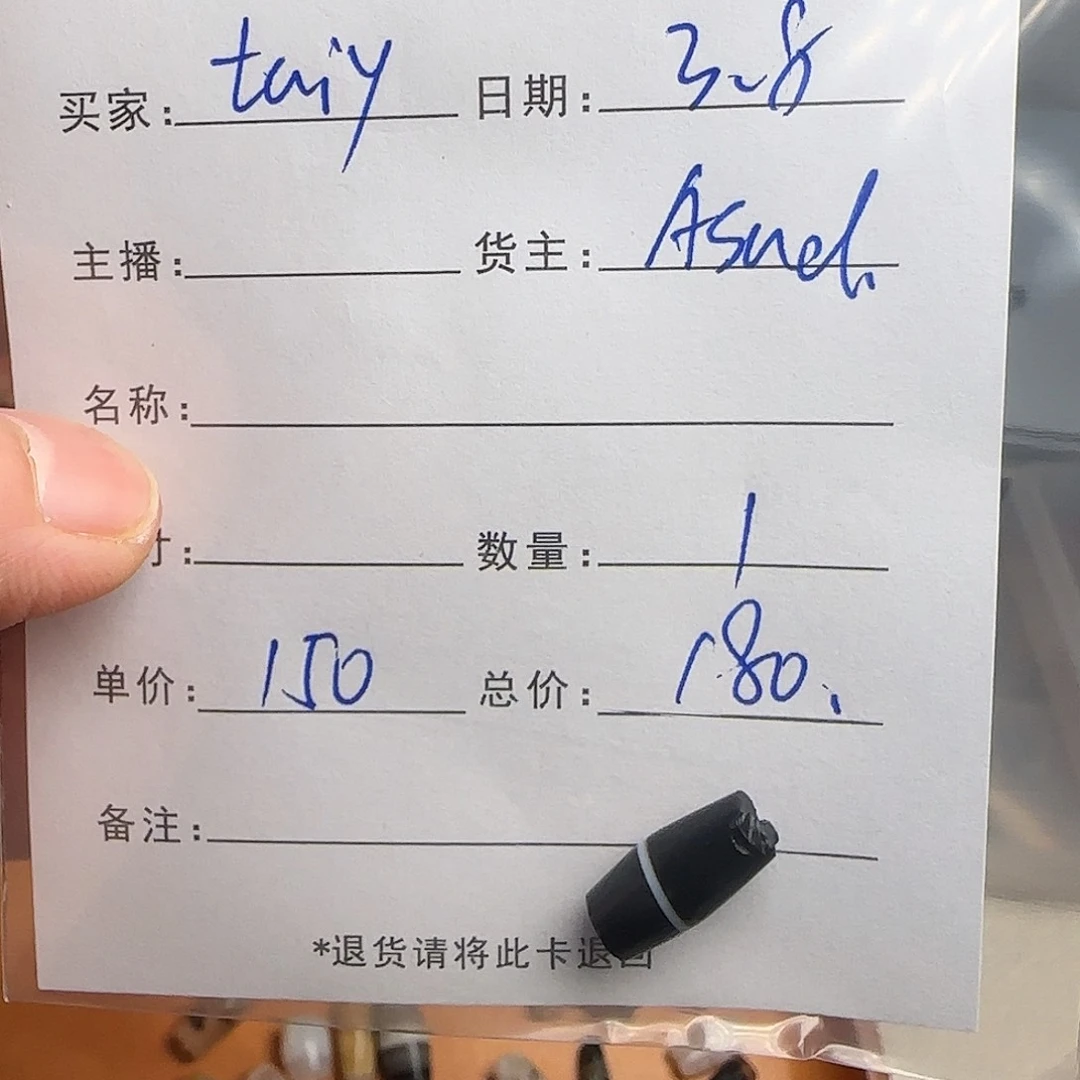 买家: taiy 日期: 3.8
主播: 货主: Asad.
名称:
寸: 数量: 1
单价: 150 总价: 180.
备注:
*退货请将此卡退回